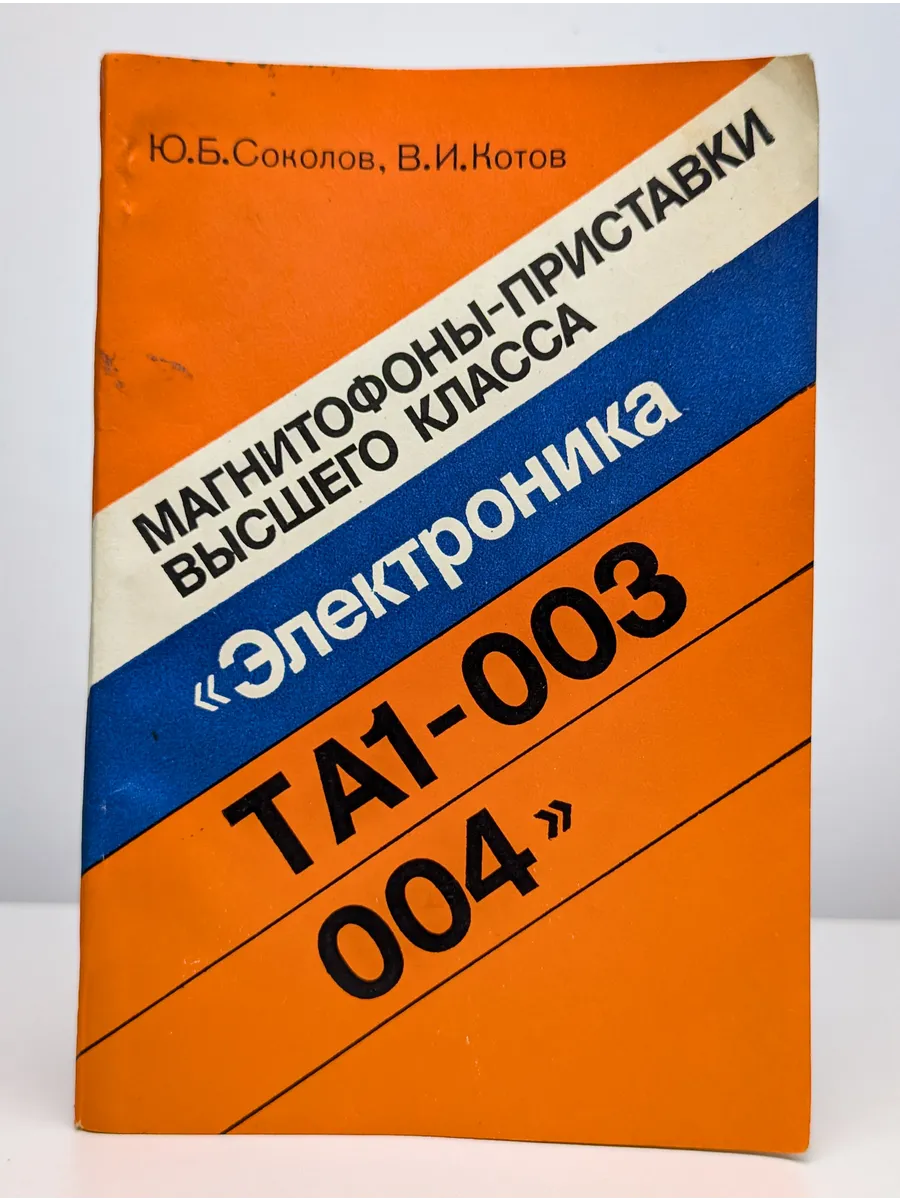 Ю.Б.Соколов, В.И.Котов
МАГНИТОФОНЫ-ПРИСТАВКИ
ВЫСШЕГО КЛАССА
«Электроника
ТА1-003
004»